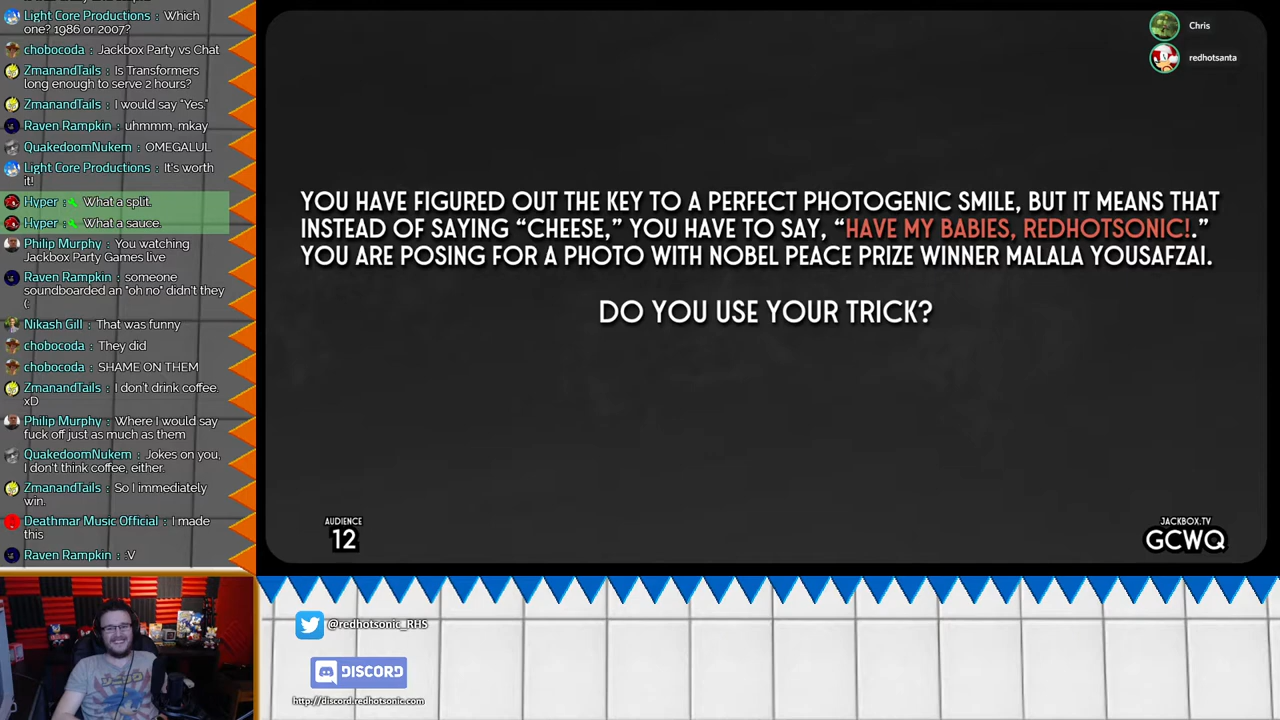 Light Core Productions : Which
one? 1986 or 2007?
chobocoda : Jackbox Party vs Chat
ZmanandTails : Is Transformers
long enough to serve 2 hours?
ZmanandTails : I would say "Yes."
Raven Rampkin : uhmmm, mkay
QuakedoomNukem : OMEGALUL
Light Core Productions : It's worth
it!
Hyper : What a split.
Hyper : What a sauce.
Philip Murphy : You watching
Jackbox Party Games live
Raven Rampkin : someone
soundboarded an "oh no" didn't they
(:
Nikash Gill : That was funny
chobocoda : They did
chobocoda : SHAME ON THEM
ZmanandTails : I don't drink coffee.
xD
Philip Murphy : Where I would say
fuck off just as much as them
QuakedoomNukem : Jokes on you,
I don't think coffee, either.
ZmanandTails : So I immediately
win.
Deathmar Music Official : I made
this
Raven Rampkin : :V
Chris
redhotsanta
YOU HAVE FIGURED OUT THE KEY TO A PERFECT PHOTOGENIC SMILE, BUT IT MEANS THAT
INSTEAD OF SAYING “CHEESE,” YOU HAVE TO SAY, “HAVE MY BABIES, REDHOTSONIC!.”
YOU ARE POSING FOR A PHOTO WITH NOBEL PEACE PRIZE WINNER MALALA YOUSAFZAI.
DO YOU USE YOUR TRICK?
AUDIENCE
12
JACKBOX.TV
GCWQ
@redhotsonic_RHS
DISCORD
http://discord.redhotsonic.com